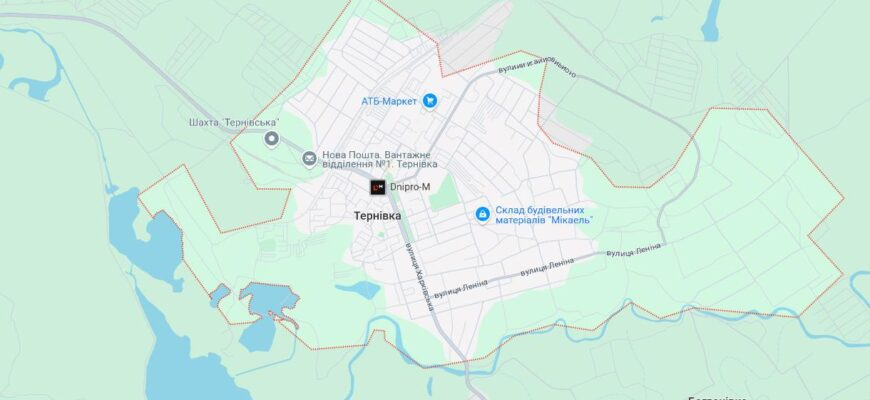 АТБ-Маркет
Шахта "Тернівська"
Нова Пошта. Вантажне
відділення №1. Тернівка
Dnipro-M
Тернівка
Склад будівельних
матеріалів "Мікаель"
вулиця Харківська
вулиця Леніна
вулиця Леніна